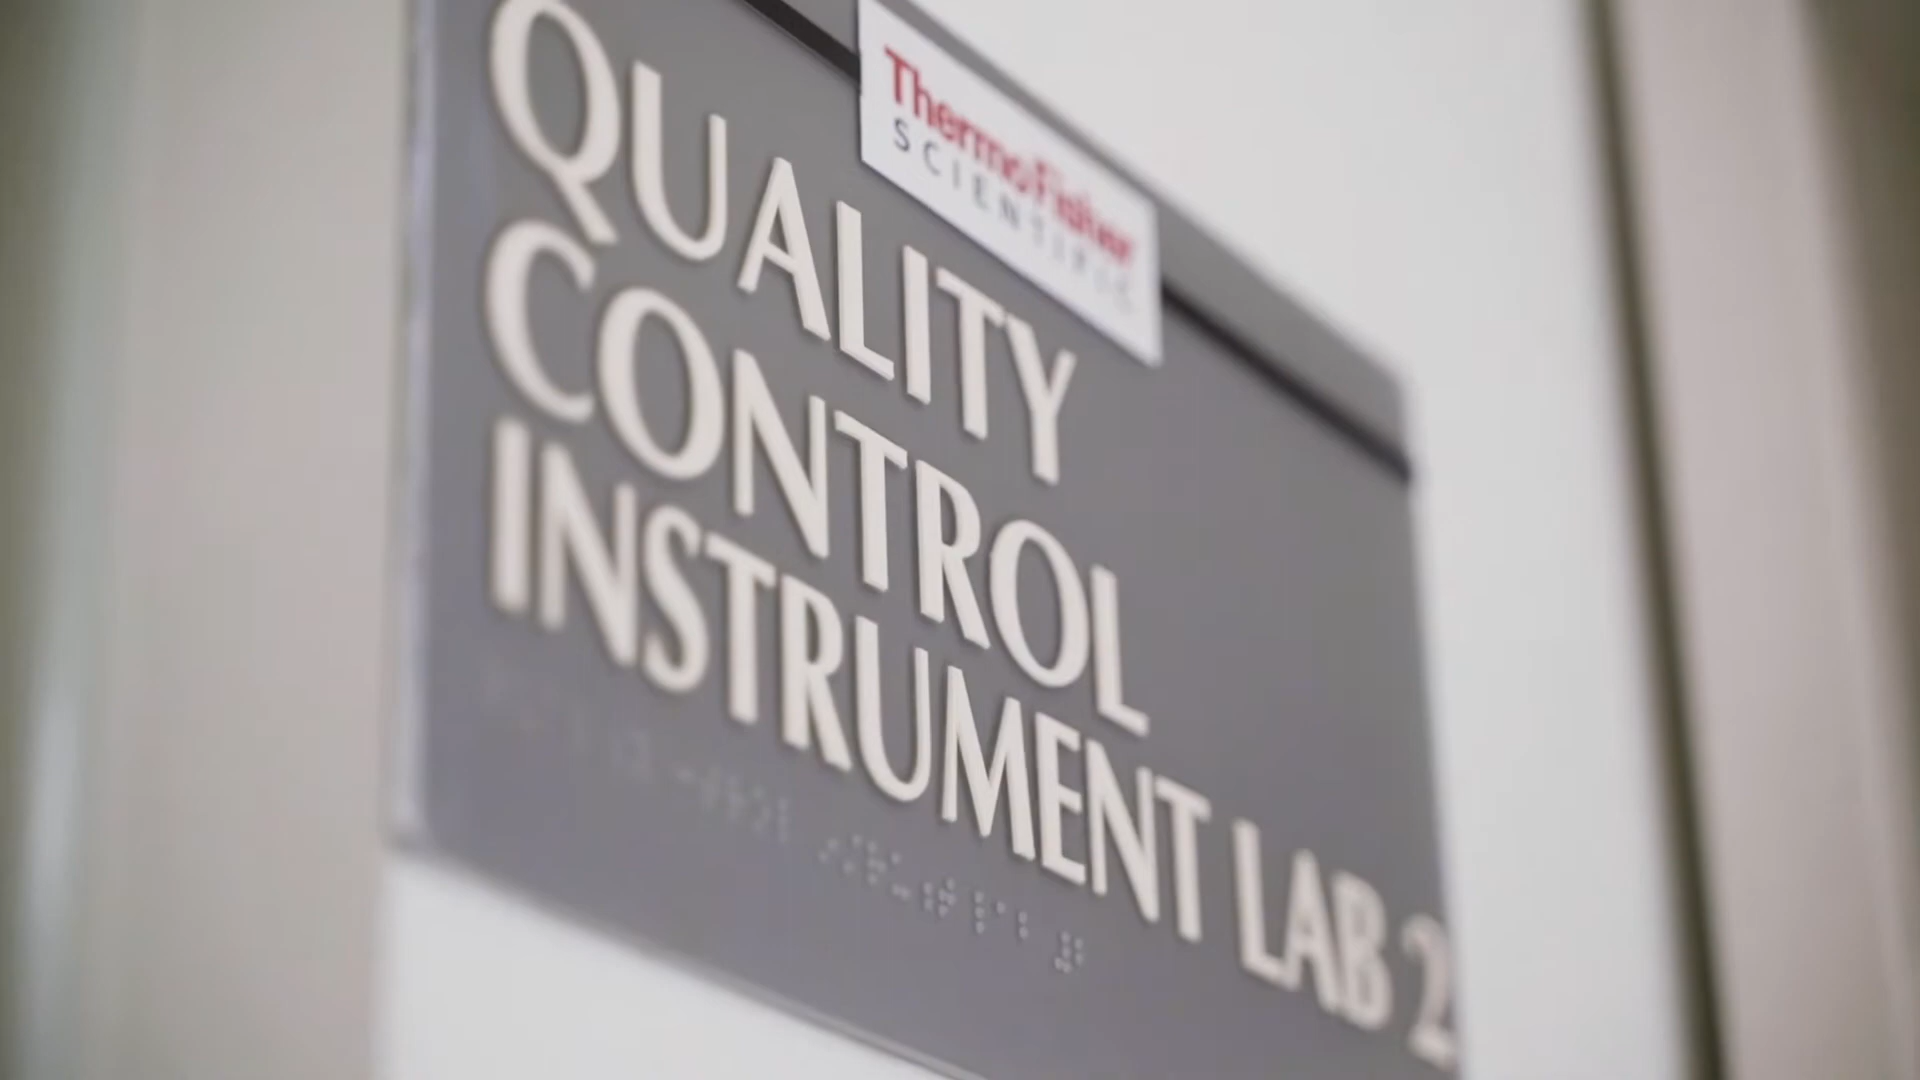 ThermoFisher
SCIENTIFIC
QUALITY
CONTROL
INSTRUMENT LAB 2